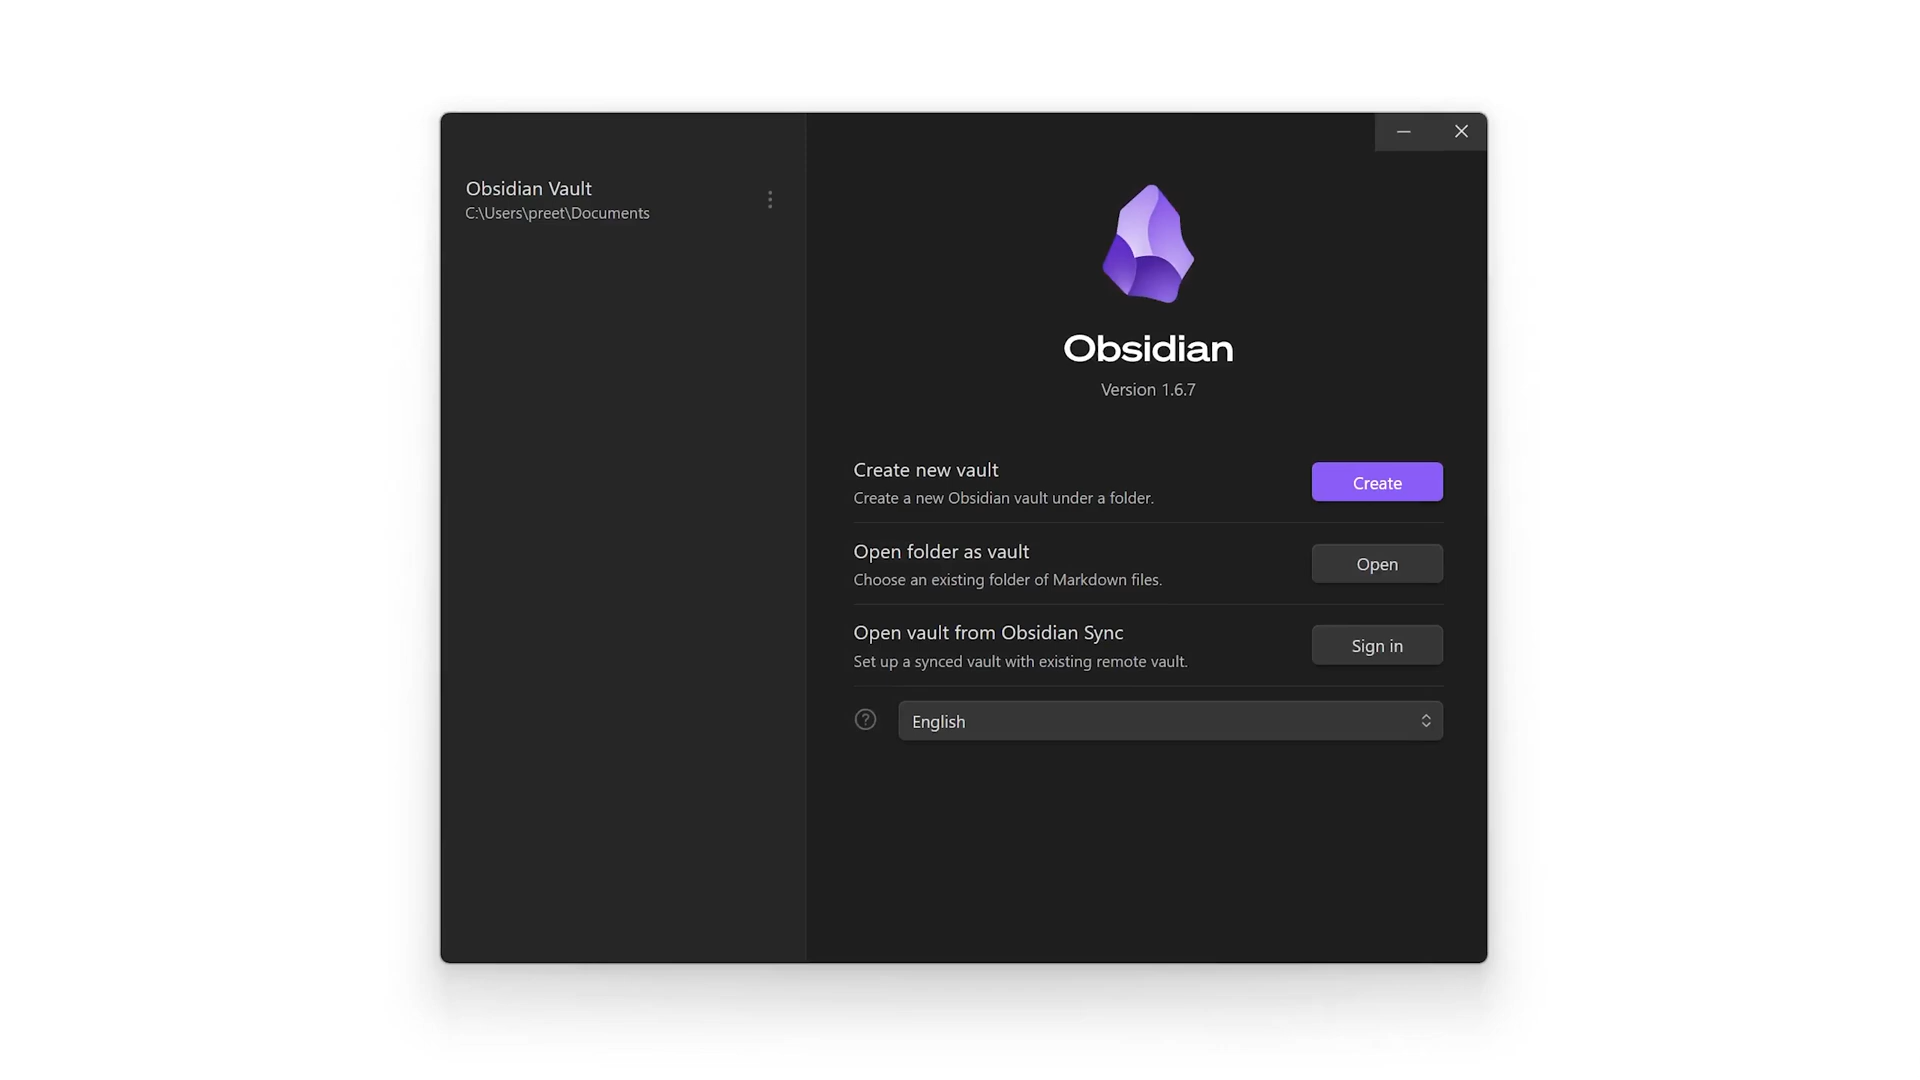 Obsidian Vault
C:\Users\preet\Documents
Obsidian
Version 1.6.7
Create new vault
Create a new Obsidian vault under a folder.
Create
Open folder as vault
Choose an existing folder of Markdown files.
Open
Open vault from Obsidian Sync
Set up a synced vault with existing remote vault.
Sign in
?
English